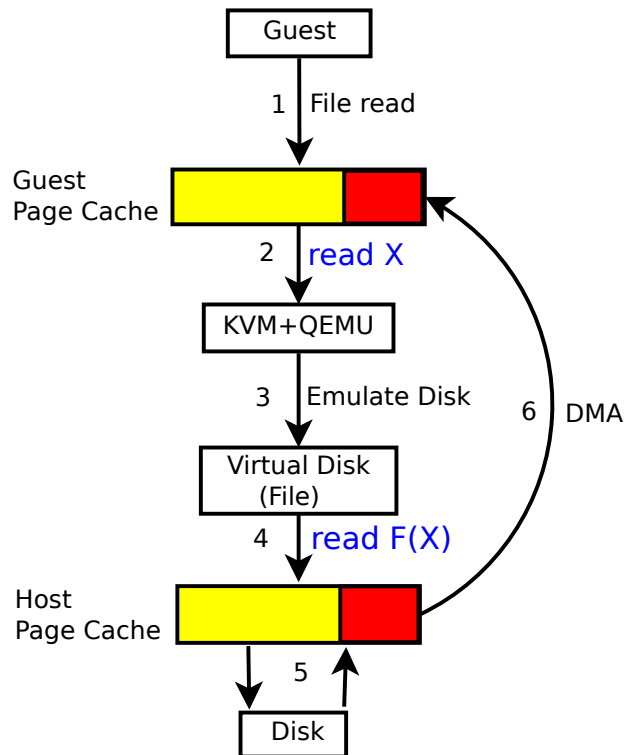 Guest
1 File read
Guest
Page Cache
2 read X
KVM+QEMU
3 Emulate Disk
6 DMA
Virtual Disk
(File)
4 read F(X)
Host
Page Cache
5
Disk